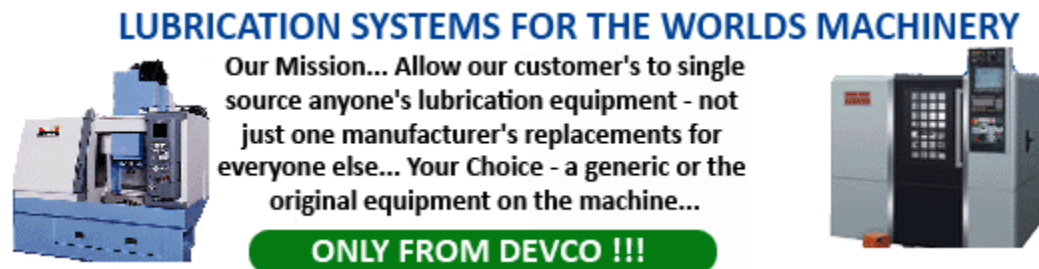 LUBRICATION SYSTEMS FOR THE WORLDS MACHINERY
Our Mission... Allow our customer's to single
source anyone's lubrication equipment - not
just one manufacturer's replacements for
everyone else... Your Choice - a generic or the
original equipment on the machine...
ONLY FROM DEVCO !!!